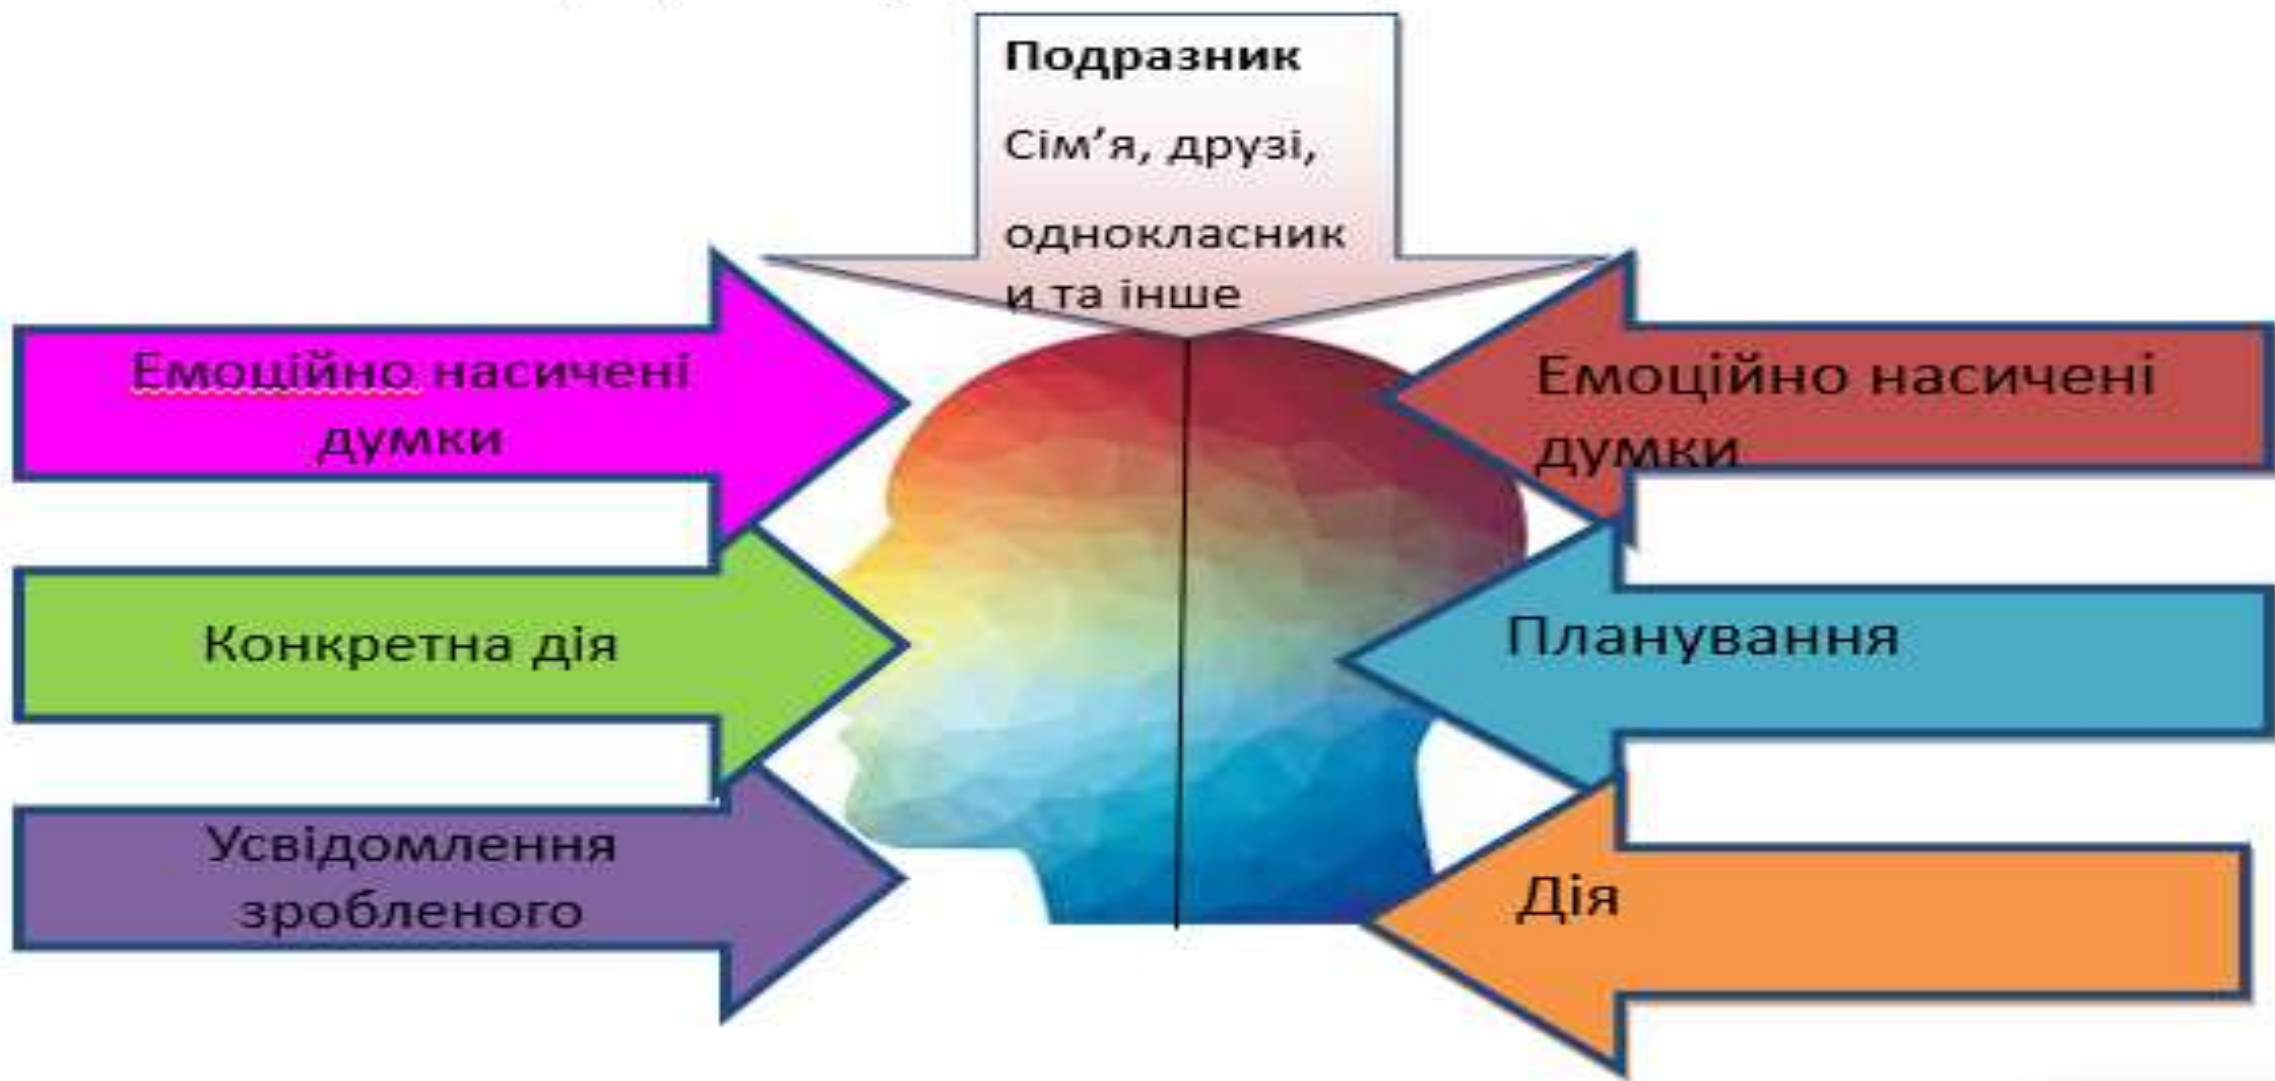 Подразник
Сім’я, друзі,
однокласник
и та інше
Емоційно насичені
думки
Конкретна дія
Усвідомлення
зробленого
Емоційно насичені
думки
Планування
Дія